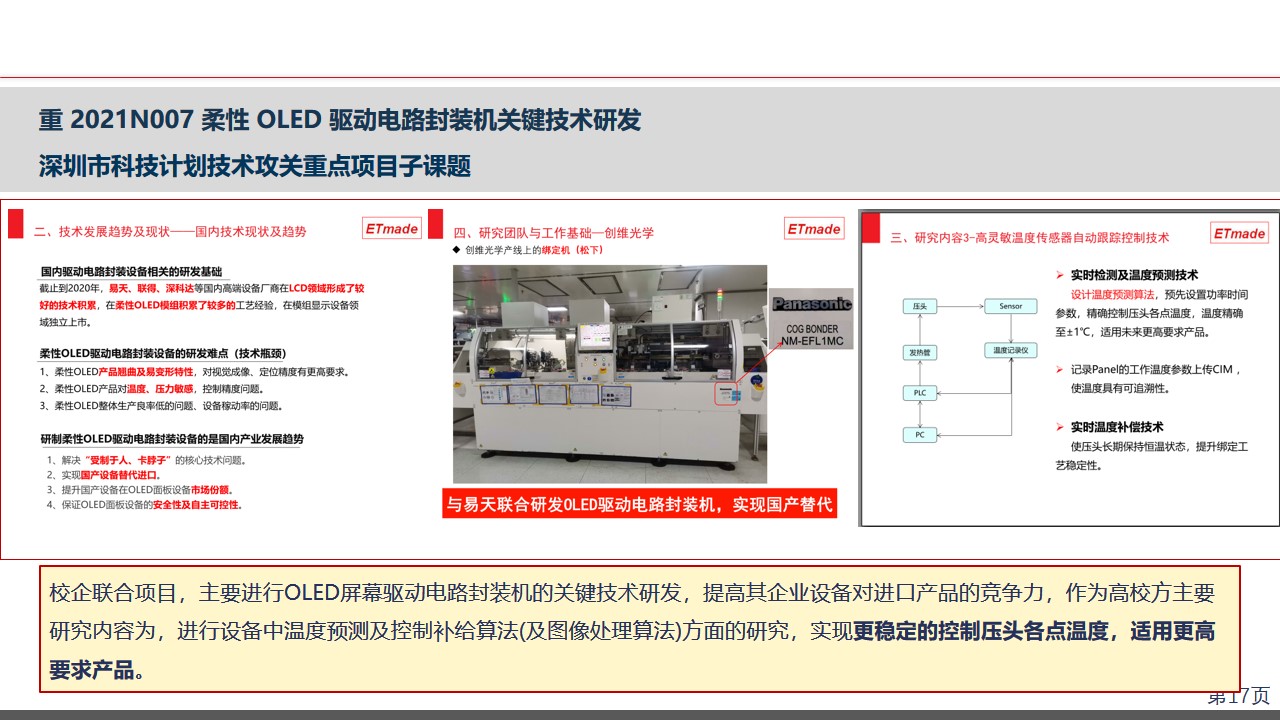 重 2021N007 柔性 OLED 驱动电路封装机关键技术研发
深圳市科技计划技术攻关重点项目子课题
二、技术发展趋势及现状——国内技术现状及趋势
ETmade
国内驱动电路封装设备相关的研发基础
截止到2020年，易天、联得、深科达等国内高端设备厂商在LCD领域形成了较
好的技术积累，在柔性OLED模组积累了较多的工艺经验，在模组显示设备领
域独立上市。
柔性OLED驱动电路封装设备的研发难点（技术瓶颈）
1、柔性OLED产品翘曲及易变形特性，对视觉成像、定位精度有更高要求。
2、柔性OLED产品对温度、压力敏感，控制精度问题。
3、柔性OLED整体生产良率低的问题、设备稼动率的问题。
研制柔性OLED驱动电路封装设备的是国内产业发展趋势
1、解决“受制于人、卡脖子”的核心技术问题。
2、实现国产设备替代进口。
3、提升国产设备在OLED面板设备市场份额。
4、保证OLED面板设备的安全性及自主可控性。
四、研究团队与工作基础—创维光学
ETmade
◆ 创维光学产线上的绑定机（松下）
Panasonic
COG BONDER
NM-EFL1MC
与易天联合研发OLED驱动电路封装机，实现国产替代
三、研究内容3-高灵敏温度传感器自动跟踪控制技术
ETmade
压头
Sensor
发热管
温度记录仪
PLC
PC
➢ 实时检测及温度预测技术
设计温度预测算法，预先设置功率时间
参数，精确控制压头各点温度，温度精确
至±1℃，适用未来更高要求产品。
➢ 记录Panel的工作温度参数上传CIM，
使温度具有可追溯性。
➢ 实时温度补偿技术
使压头长期保持恒温状态，提升绑定工
艺稳定性。
校企联合项目，主要进行OLED屏幕驱动电路封装机的关键技术研发，提高其企业设备对进口产品的竞争力，作为高校方主要
研究内容为，进行设备中温度预测及控制补给算法(及图像处理算法)方面的研究，实现更稳定的控制压头各点温度，适用更高
要求产品。
第17页